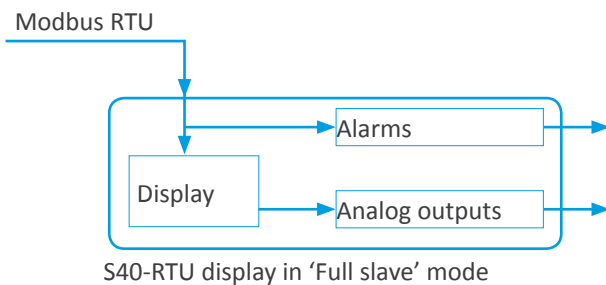 Modbus RTU
Alarms
Display
Analog outputs
S40-RTU display in ‘Full slave’ mode